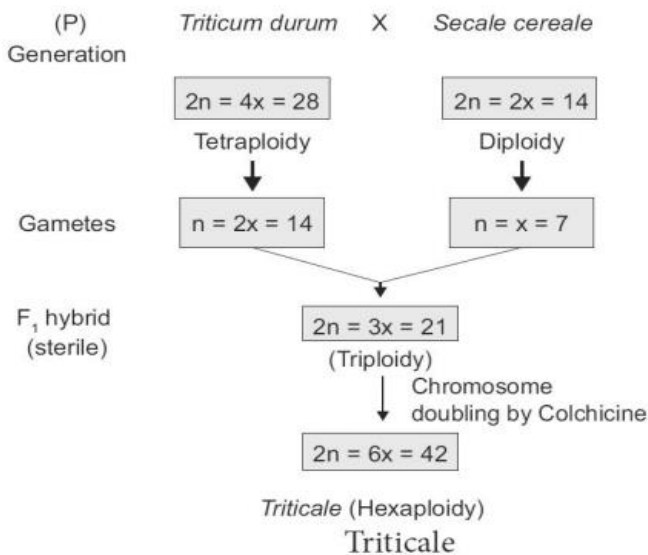 (P)
Generation
Triticum durum X Secale cereale
2n = 4x = 28
2n = 2x = 14
Tetraploidy
Diploidy
Gametes
n = 2x = 14
n = x = 7
F₁ hybrid
(sterile)
2n = 3x = 21
(Triploidy)
Chromosome
doubling by Colchicine
2n = 6x = 42
Triticale (Hexaploidy)
Triticale